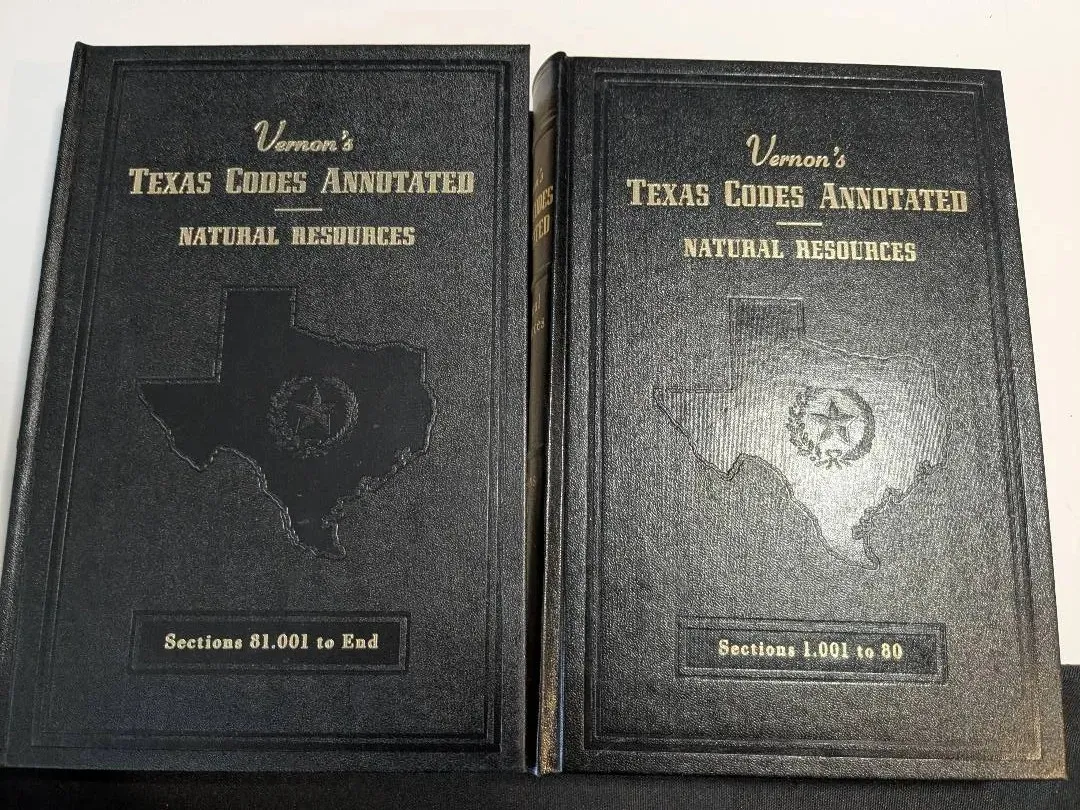 Vernon's
TEXAS CODES ANNOTATED
NATURAL RESOURCES
Sections 81.001 to End
Vernon's
TEXAS CODES ANNOTATED
NATURAL RESOURCES
Sections 1.001 to 80